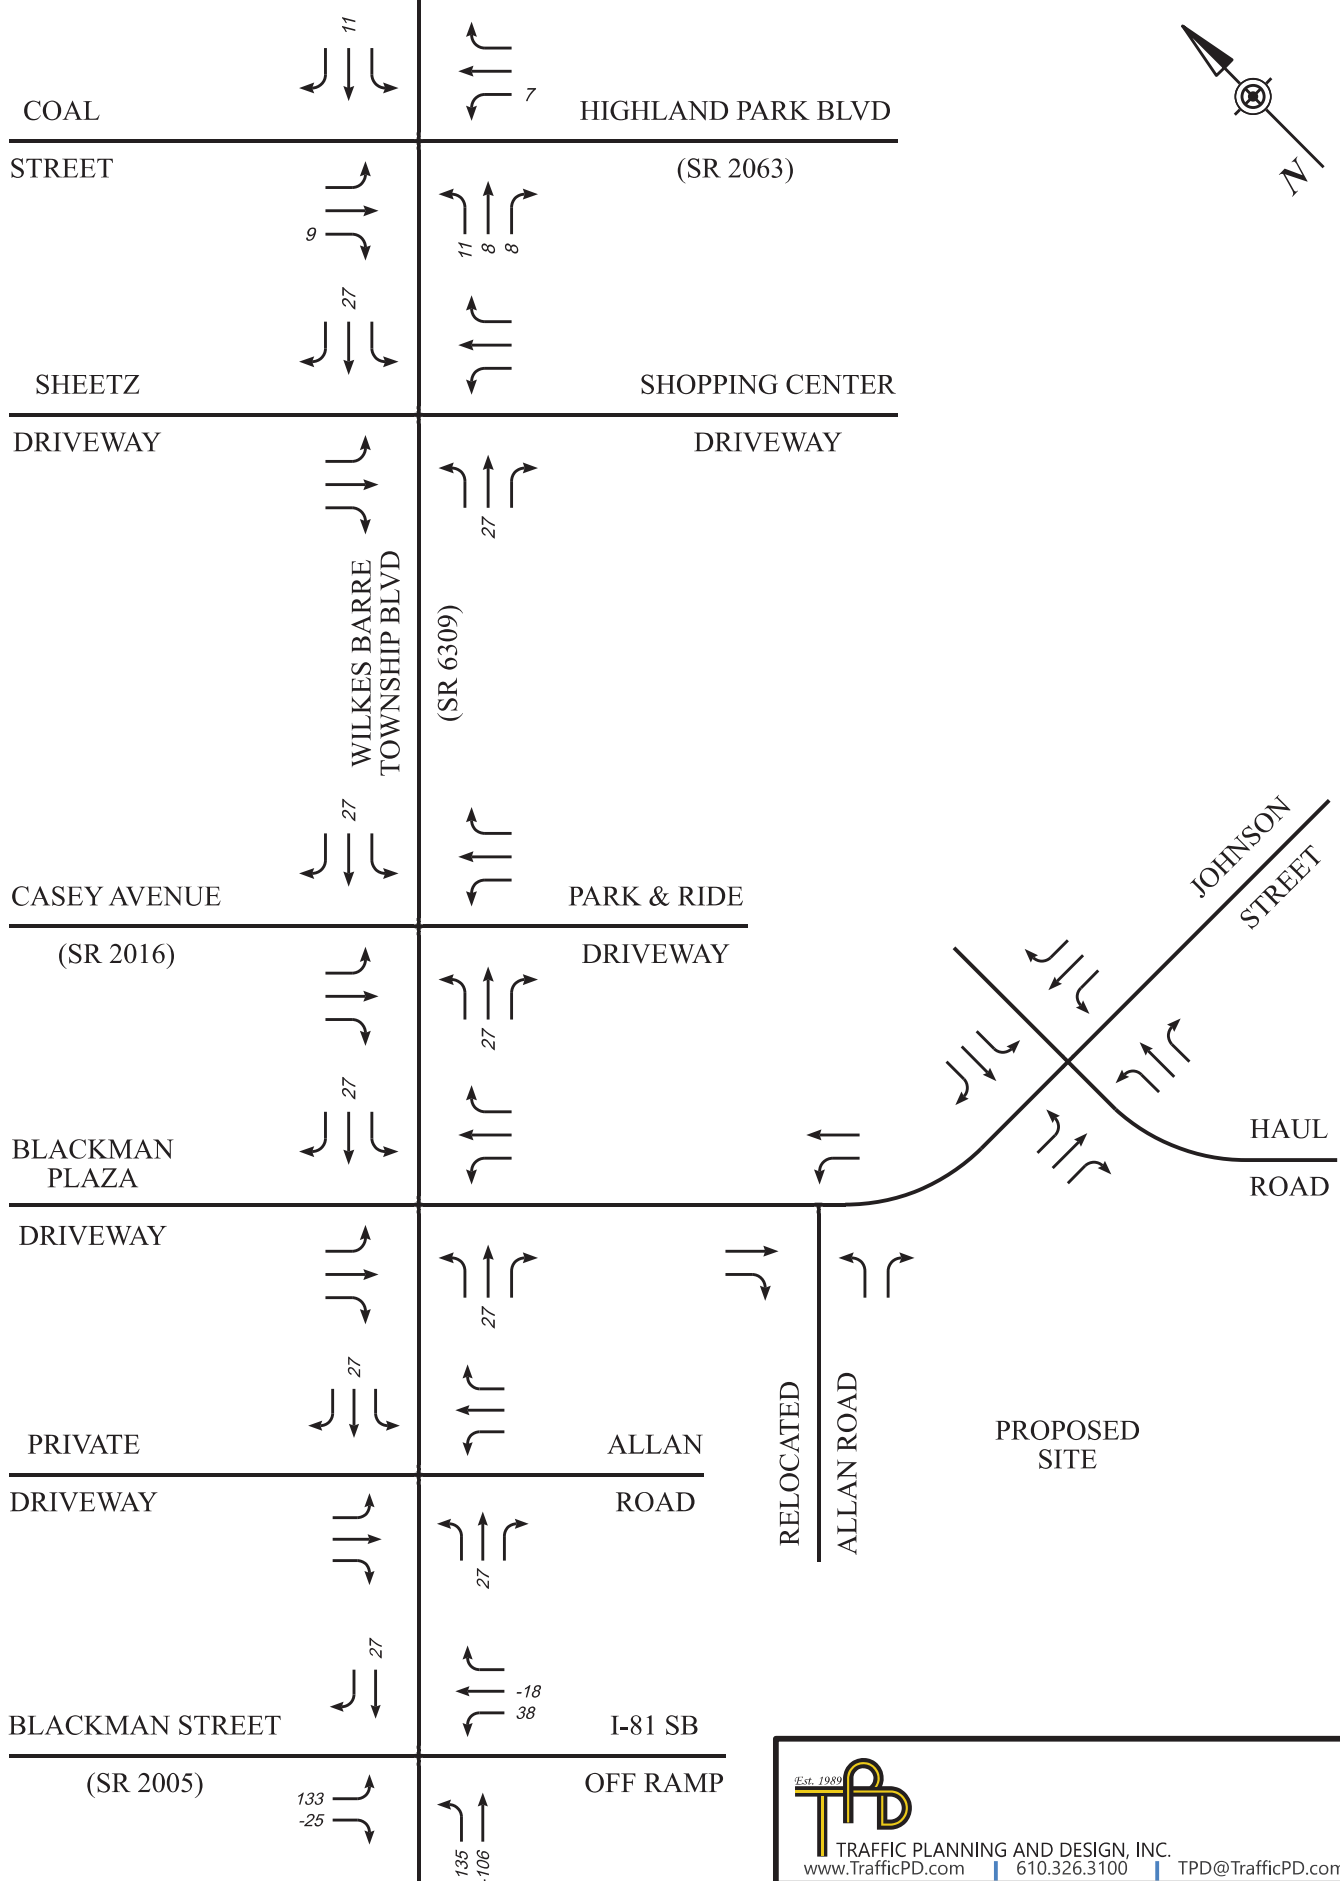 11
7
COAL
HIGHLAND PARK BLVD
STREET
(SR 2063)
N
9
11
8
8
27
SHEETZ
SHOPPING CENTER
DRIVEWAY
DRIVEWAY
27
WILKES BARRE
TOWNSHIP BLVD
(SR 6309)
27
JOHNSON
STREET
CASEY AVENUE
PARK & RIDE
(SR 2016)
DRIVEWAY
27
27
BLACKMAN
PLAZA
HAUL
ROAD
DRIVEWAY
27
27
RELOCATED
ALLAN ROAD
PROPOSED
SITE
PRIVATE
ALLAN
DRIVEWAY
ROAD
27
27
-18
38
BLACKMAN STREET
I-81 SB
(SR 2005)
OFF RAMP
133
-25
135
-106
Est. 1989
TPD
TRAFFIC PLANNING AND DESIGN, INC.
www.TrafficPD.com | 610.326.3100 | TPD@TrafficPD.com